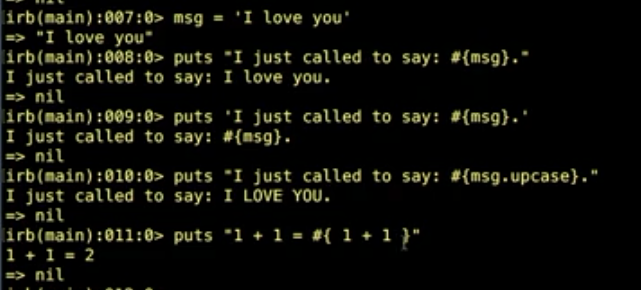 irb(main):007:0> msg = 'I love you'
=> "I love you"
irb(main):008:0> puts "I just called to say: #{msg}."
I just called to say: I love you.
=> nil
irb(main):009:0> puts 'I just called to say: #{msg}.'
I just called to say: #{msg}.
=> nil
irb(main):010:0> puts "I just called to say: #{msg.upcase}."
I just called to say: I LOVE YOU.
=> nil
irb(main):011:0> puts "1 + 1 = #{ 1 + 1 }"
1 + 1 = 2
=> nil